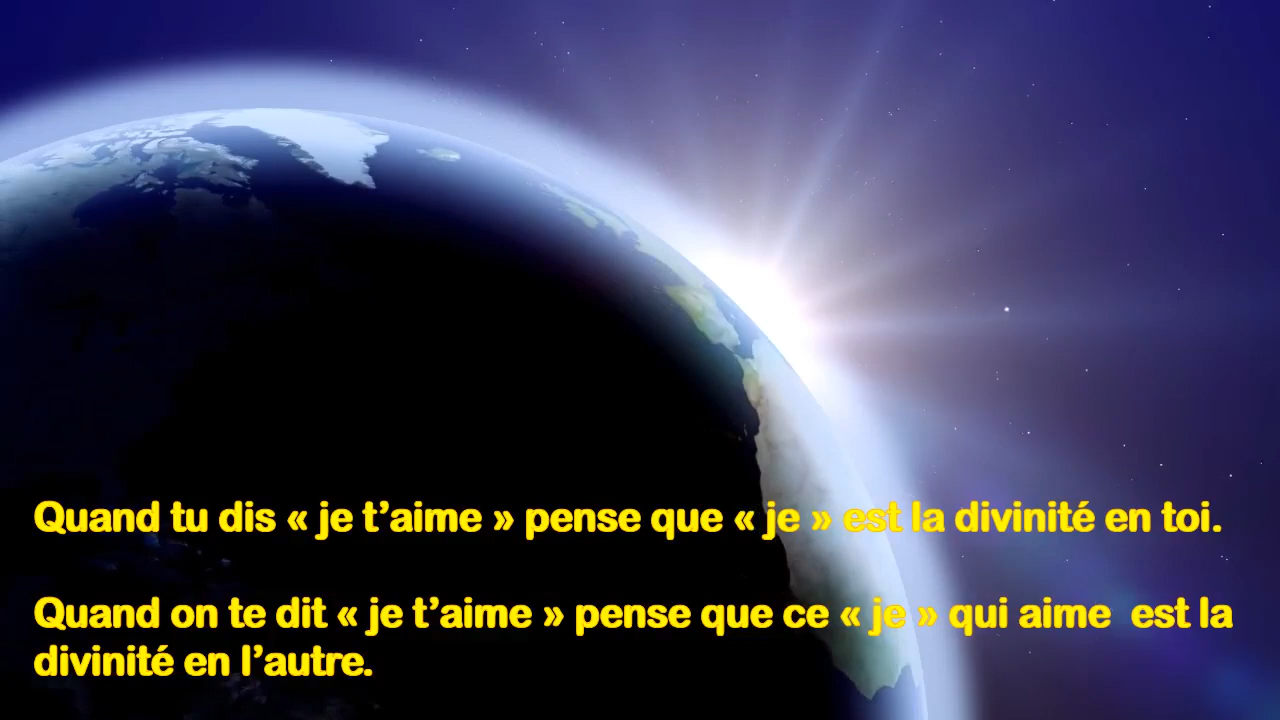 Quand tu dis « je t’aime » pense que « je » est la divinité en toi.
Quand on te dit « je t’aime » pense que ce « je » qui aime  est la
divinité en l’autre.